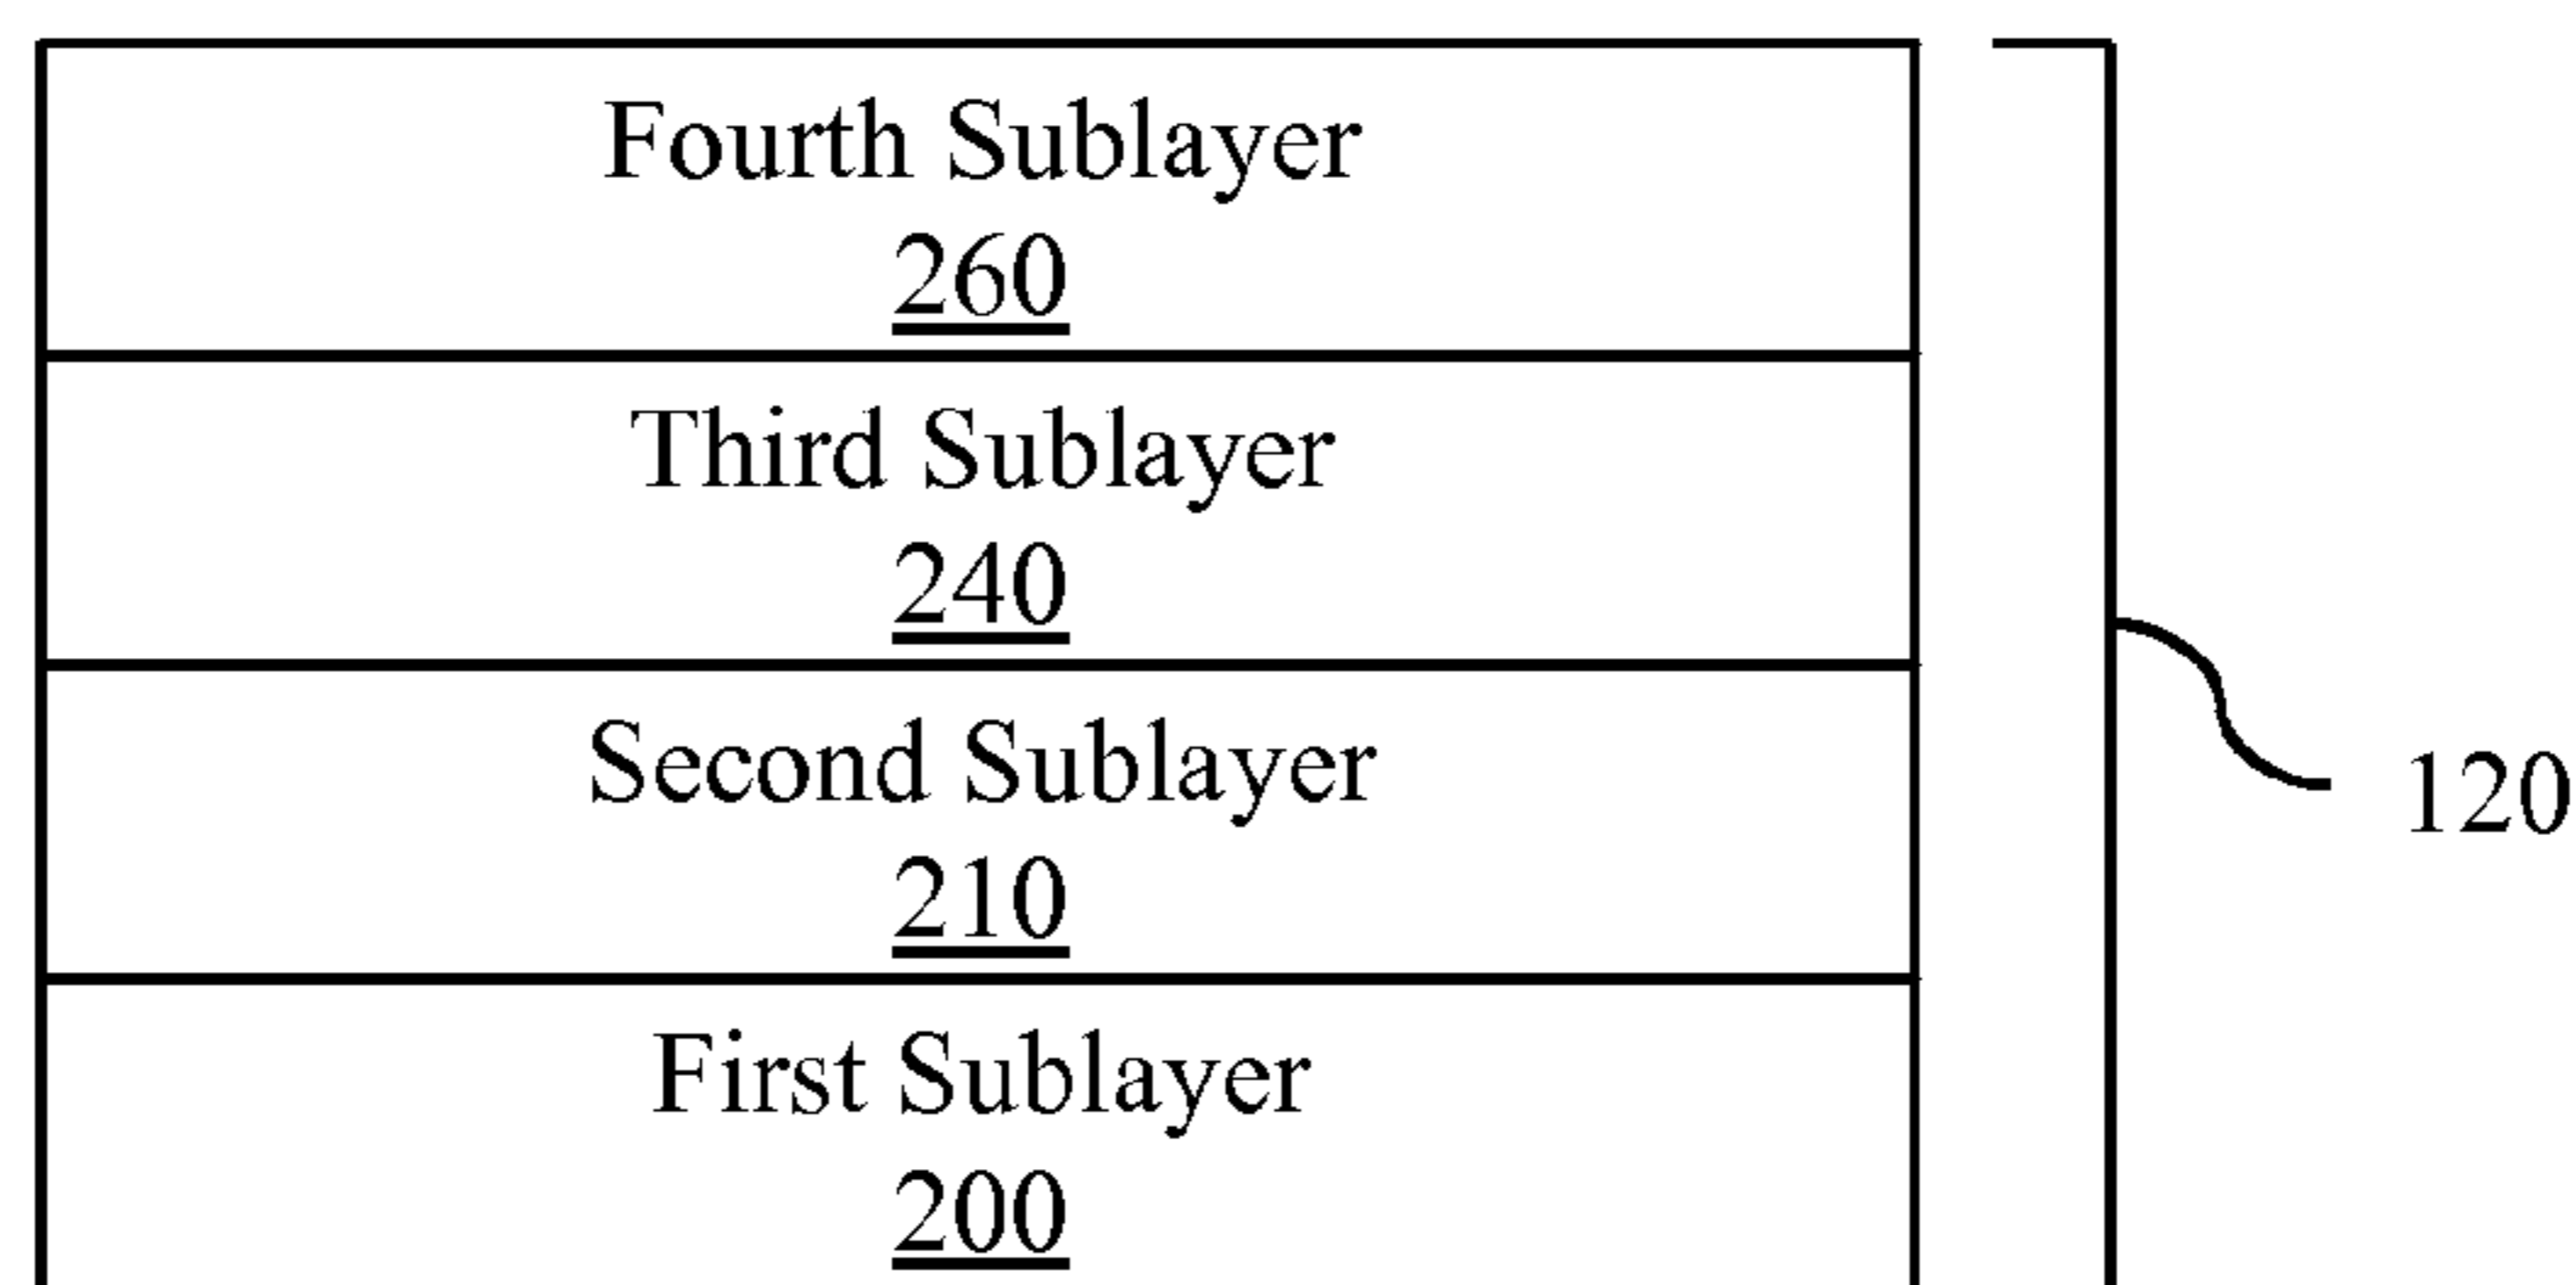 Fourth Sublayer
260
Third Sublayer
240
Second Sublayer
210
120
First Sublayer
200